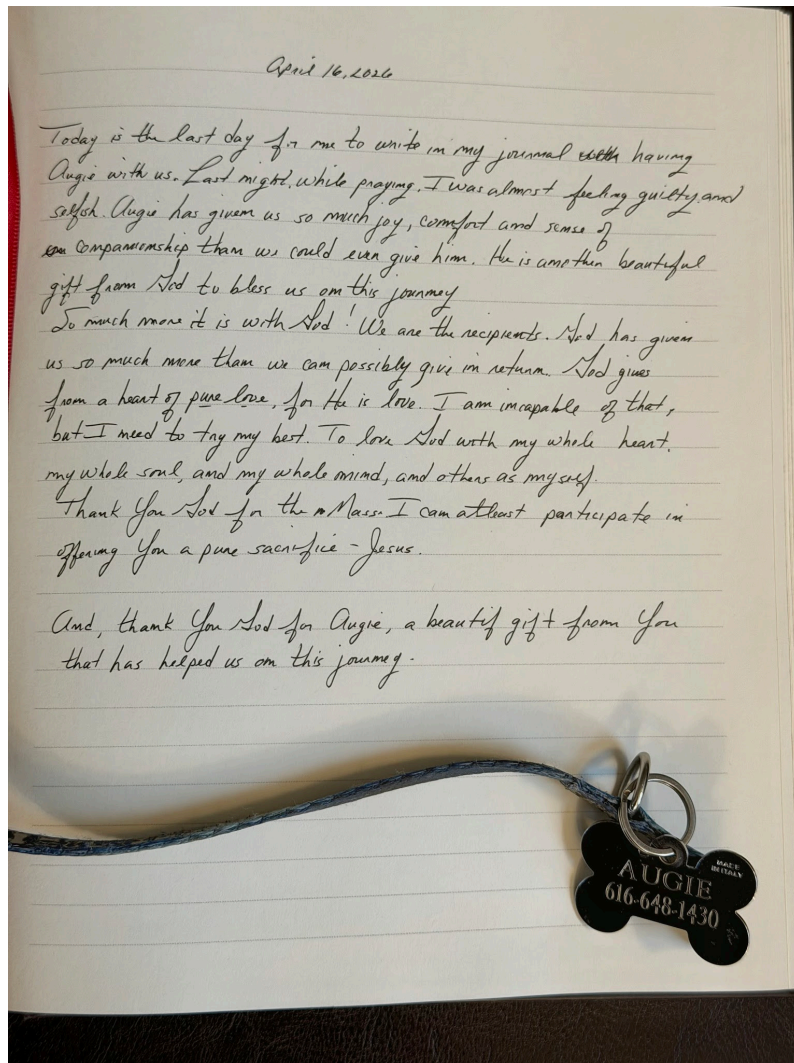 April 16, 2026
Today is the last day for me to write in my journal with having
Augie with us. Last night, while praying, I was almost feeling guilty, and
selfish. Augie has given us so much joy, comfort and sense of
companionship than we could even give him. He is another beautiful
gift from God to bless us on this journey
So much more it is with God! We are the recipients. God has given
us so much more than we can possibly give in return. God gives
from a heart of pure love, for He is love. I am incapable of that,
but I need to try my best. To love God with my whole heart,
my whole soul, and my whole mind, and others as myself.
Thank You God for the Mass. I can atleast participate in
offering You a pure sacrifice - Jesus.
And, thank You God for Augie, a beautif gift from You
that has helped us on this journey.
MADE
IN ITALY
AUGIE
616-648-1430